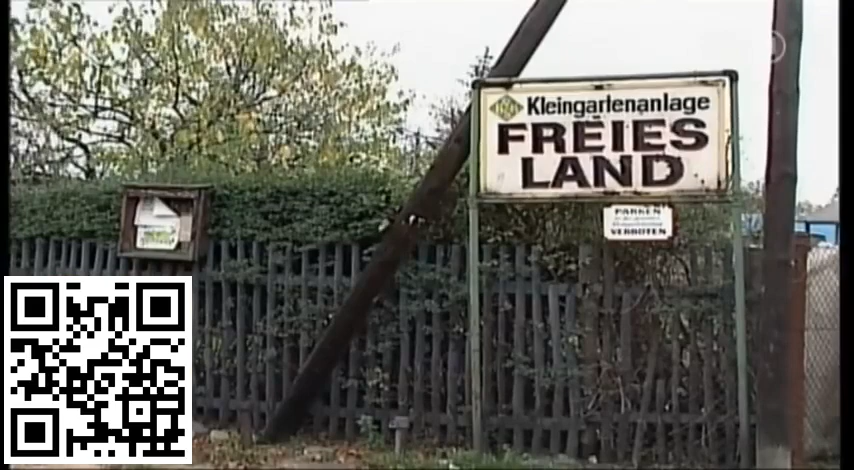 Kleingartenanlage
FREIES
LAND
PARKEN
VERBOTEN